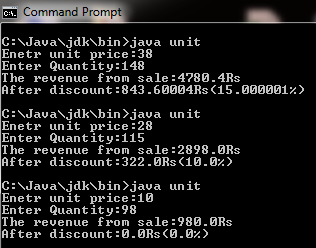 Command Prompt
C:\Java\jdk\bin>java unit
Enetr unit price:38
Enter Quantity:148
The revenue from sale:4780.4Rs
After discount:843.60004Rs(15.000001%)
C:\Java\jdk\bin>java unit
Enetr unit price:28
Enter Quantity:115
The revenue from sale:2898.0Rs
After discount:322.0Rs(10.0%)
C:\Java\jdk\bin>java unit
Enetr unit price:10
Enter Quantity:98
The revenue from sale:980.0Rs
After discount:0.0Rs(0.0%)